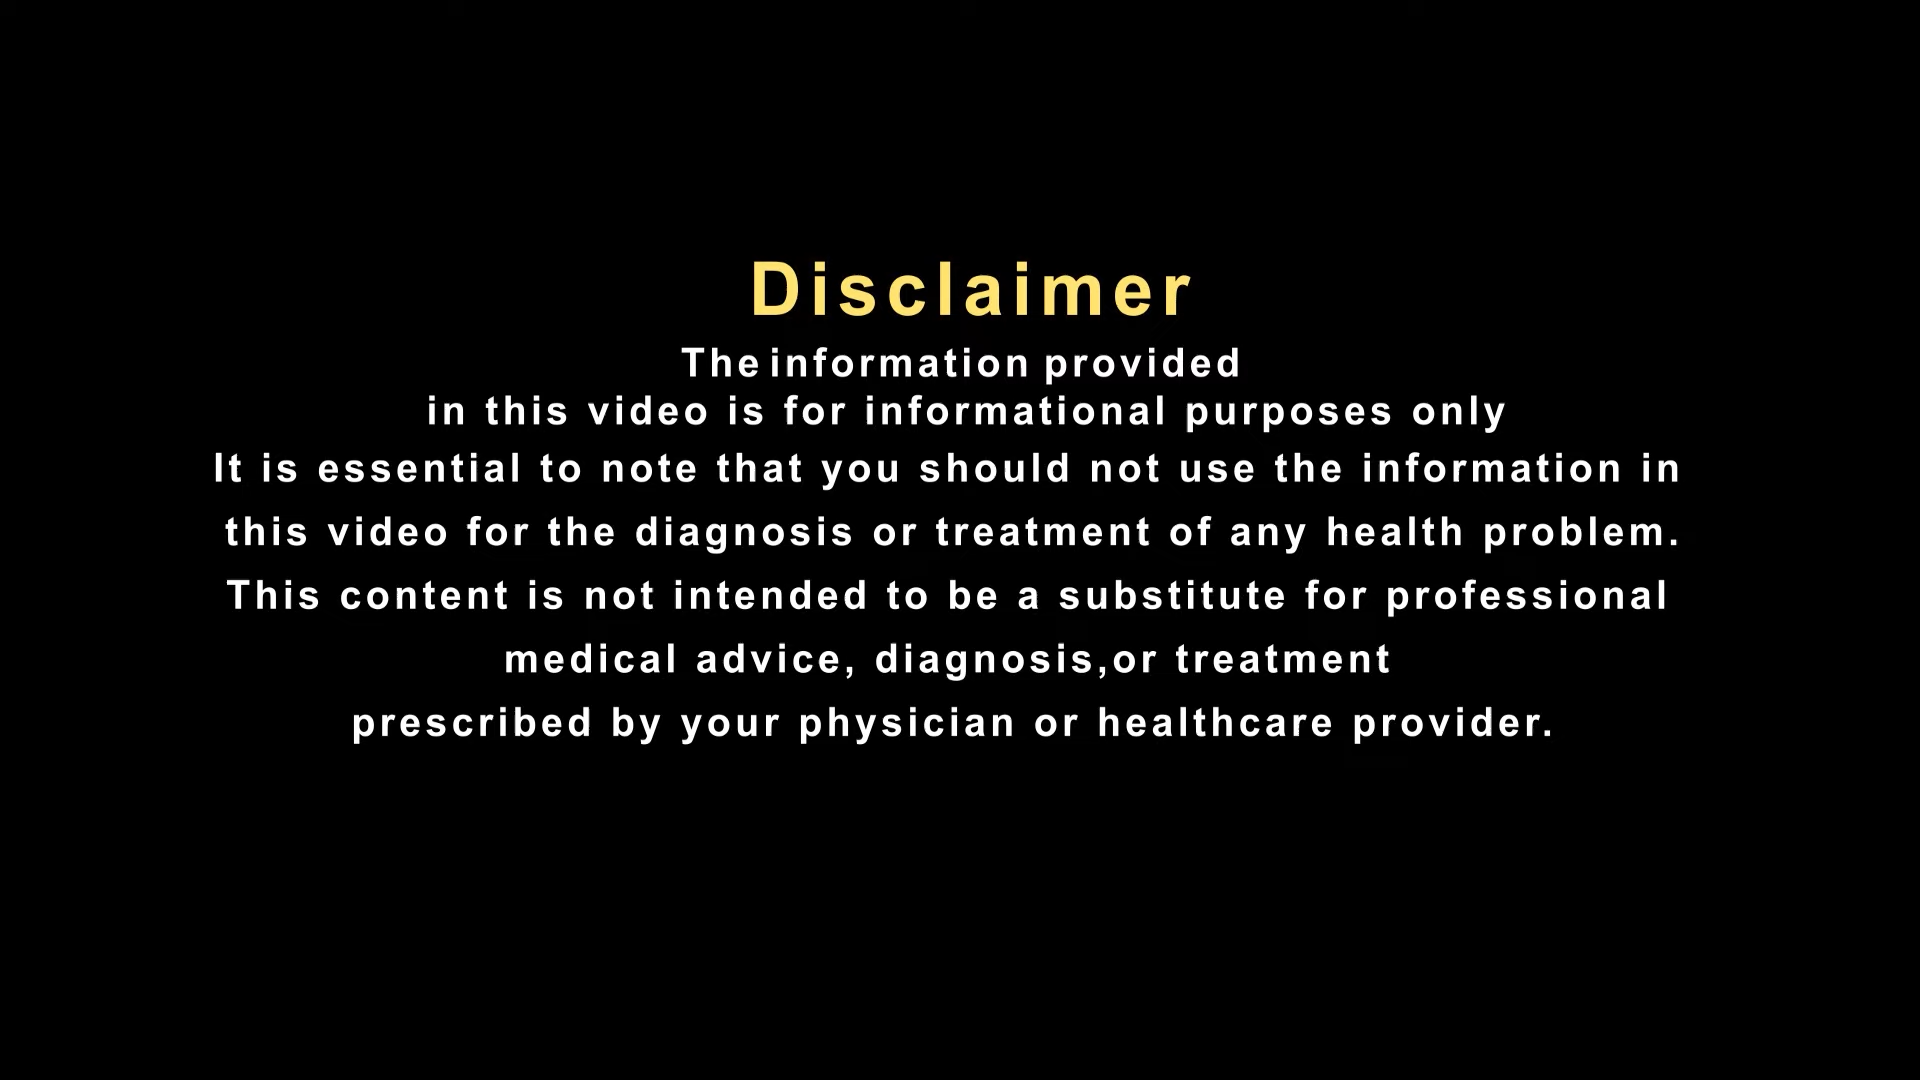 Disclaimer
The information provided
in this video is for informational purposes only
It is essential to note that you should not use the information in
this video for the diagnosis or treatment of any health problem.
This content is not intended to be a substitute for professional
medical advice, diagnosis,or treatment
prescribed by your physician or healthcare provider.